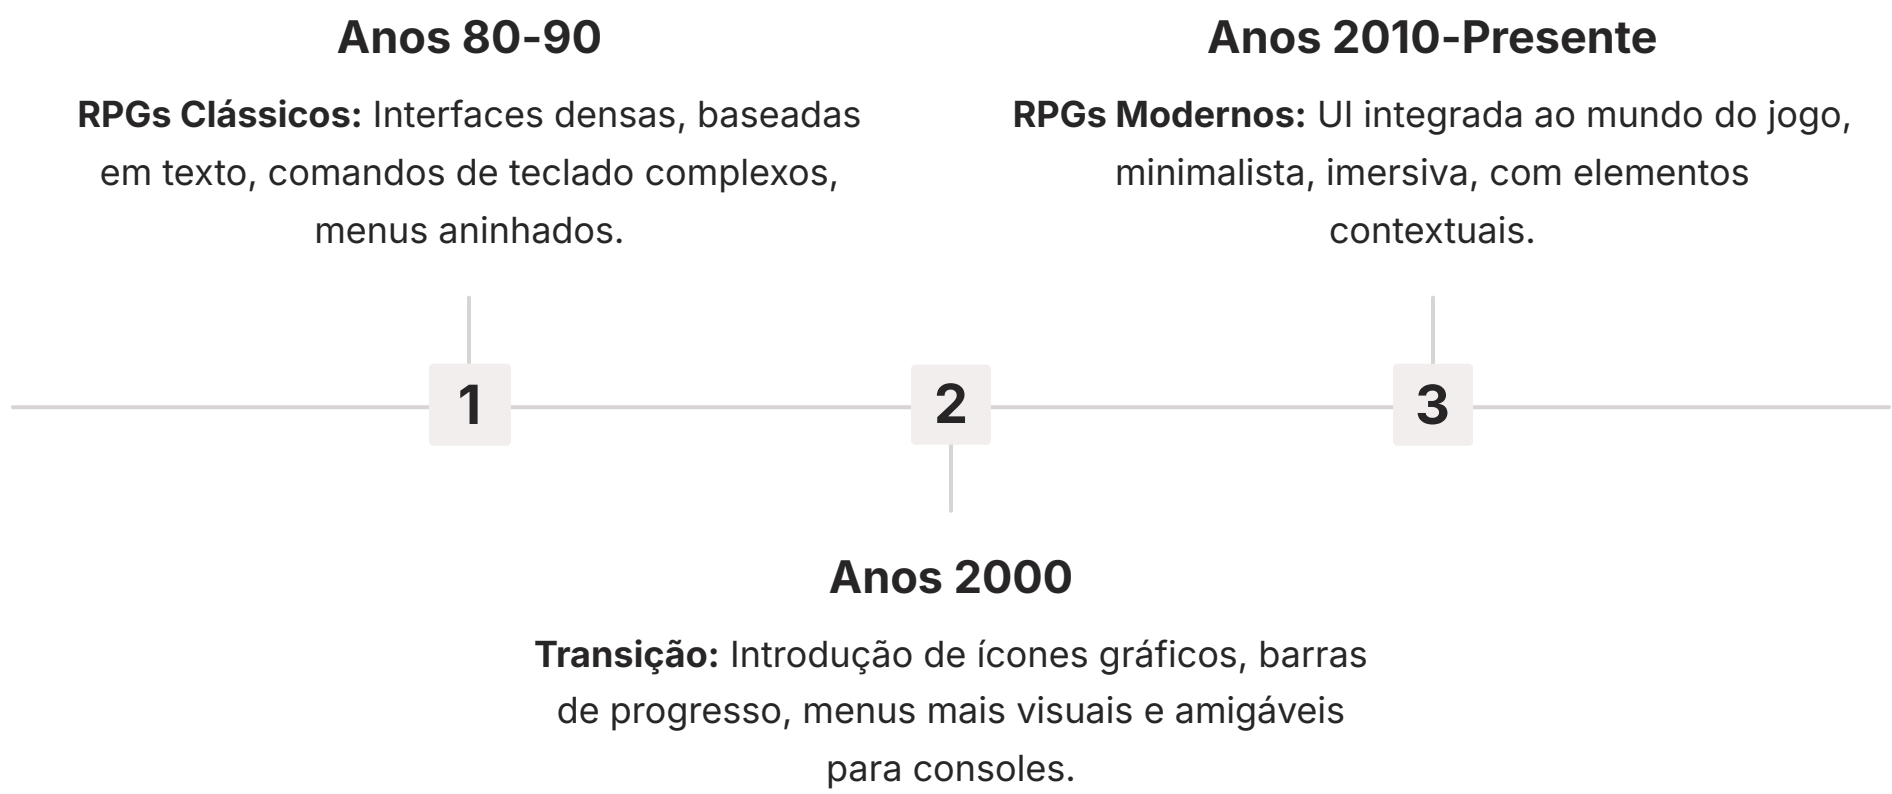 Anos 80-90
RPGs Clássicos: Interfaces densas, baseadas
em texto, comandos de teclado complexos,
menus aninhados.
Anos 2010-Presente
RPGs Modernos: UI integrada ao mundo do jogo,
minimalista, imersiva, com elementos
contextuais.
1
2
3
Anos 2000
Transição: Introdução de ícones gráficos, barras
de progresso, menus mais visuais e amigáveis
para consoles.